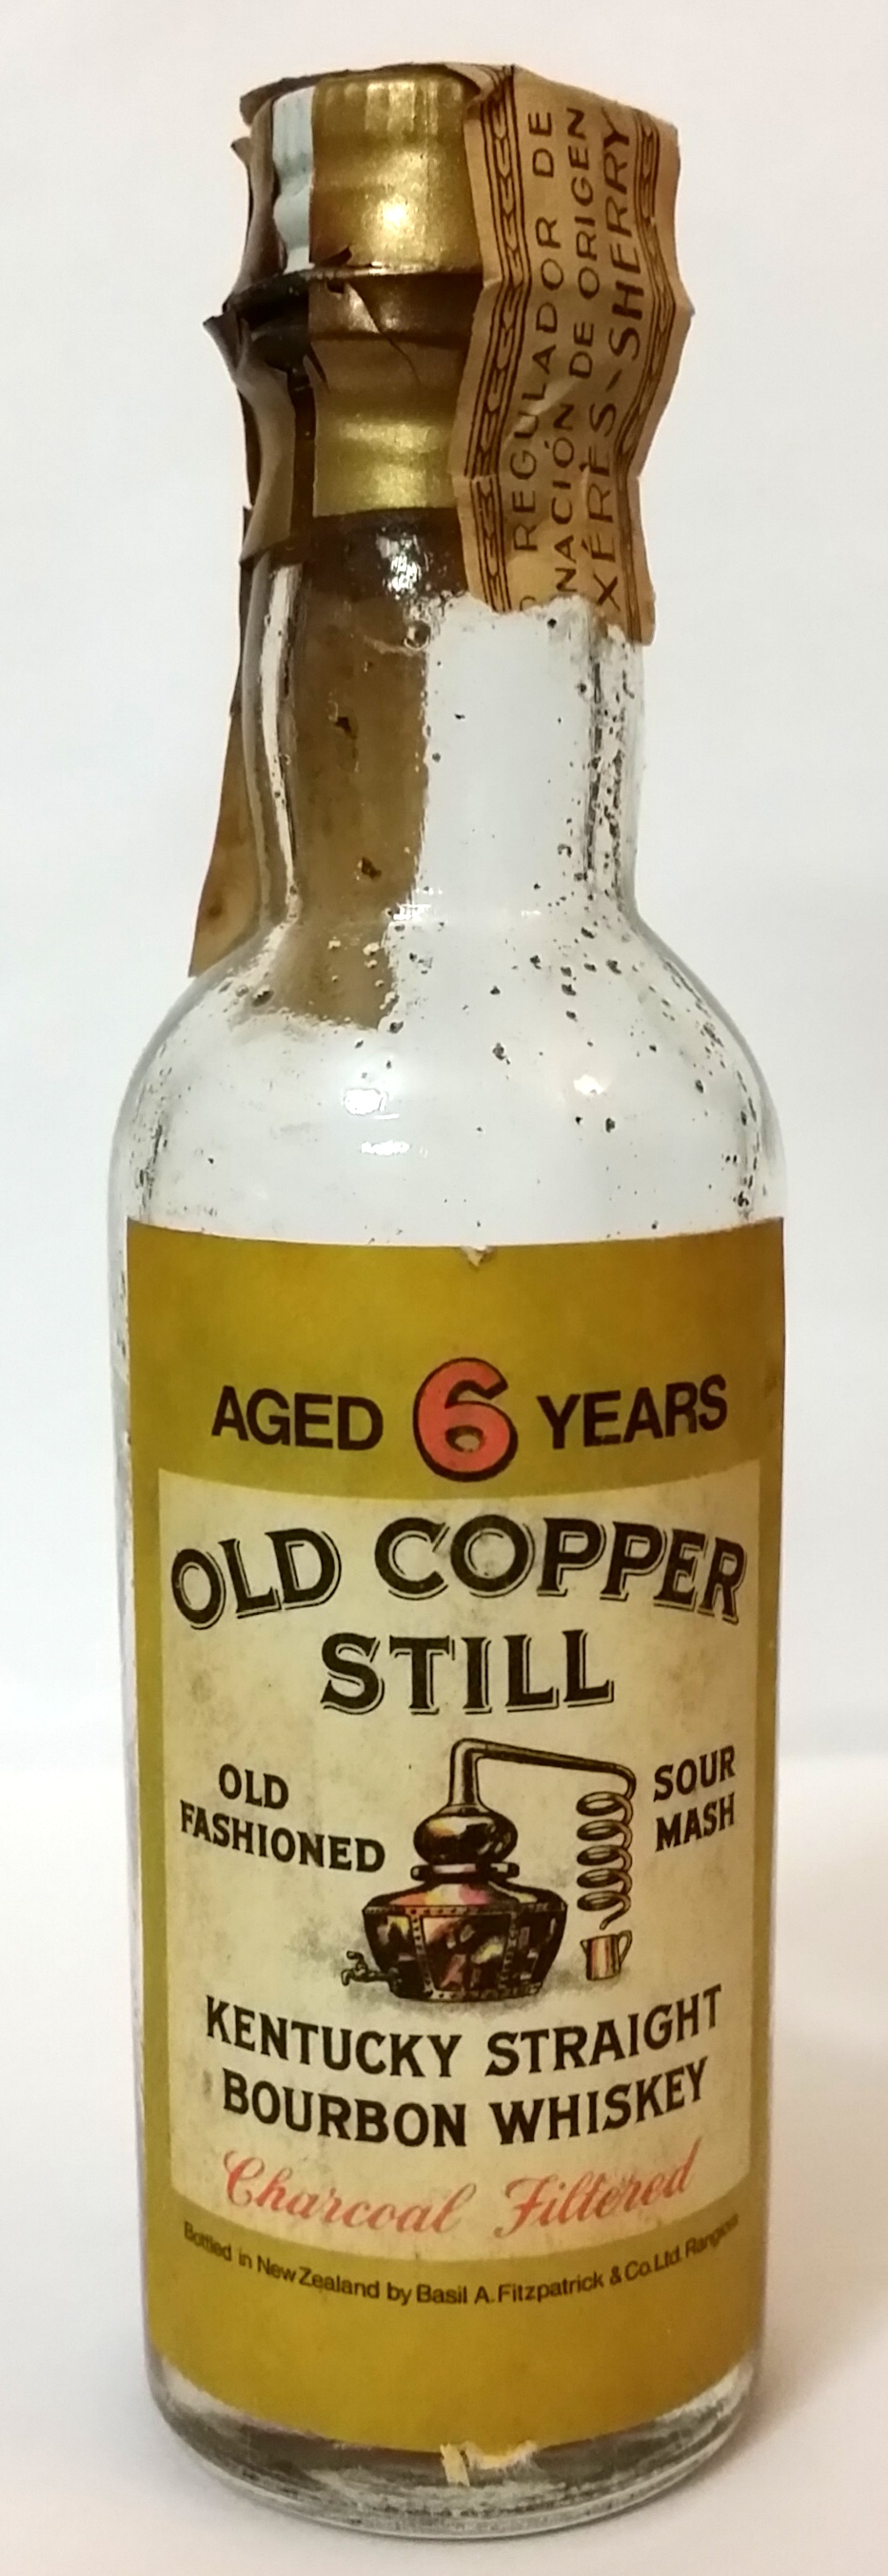 REGULADOR DE
NACIÓN DE ORIGEN
XÉRÈS-SHERRY
AGED 6 YEARS
OLD COPPER
STILL
OLD
FASHIONED
SOUR
MASH
KENTUCKY STRAIGHT
BOURBON WHISKEY
Charcoal Filtered
Bottled in New Zealand by Basil A. Fitzpatrick & Co. Ltd. Rangiora